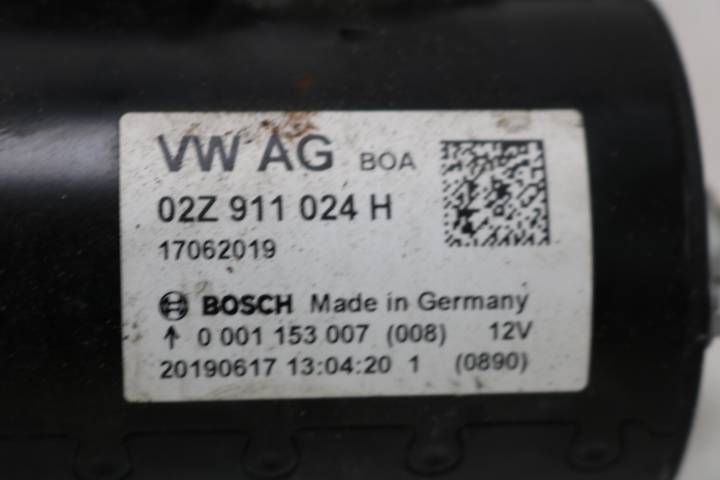 VW AG BOA
02Z 911 024 H
17062019
BOSCH Made in Germany
↑ 0 001 153 007 (008) 12V
20190617 13:04:20 1 (0890)